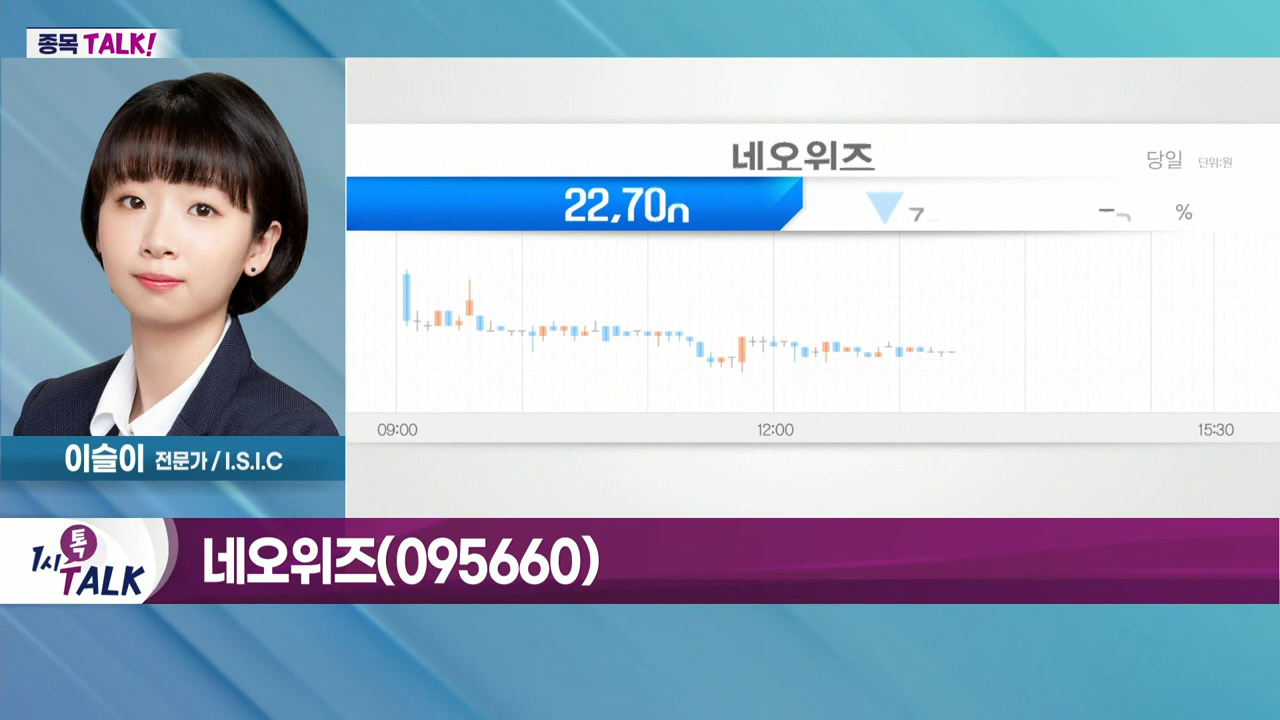 종목 TALK!
네오위즈
당일 단위:원
%
09:00 12:00 15:30
이슬이 전문가 / I.S.I.C
1시 톡 TALK
네오위즈(095660)